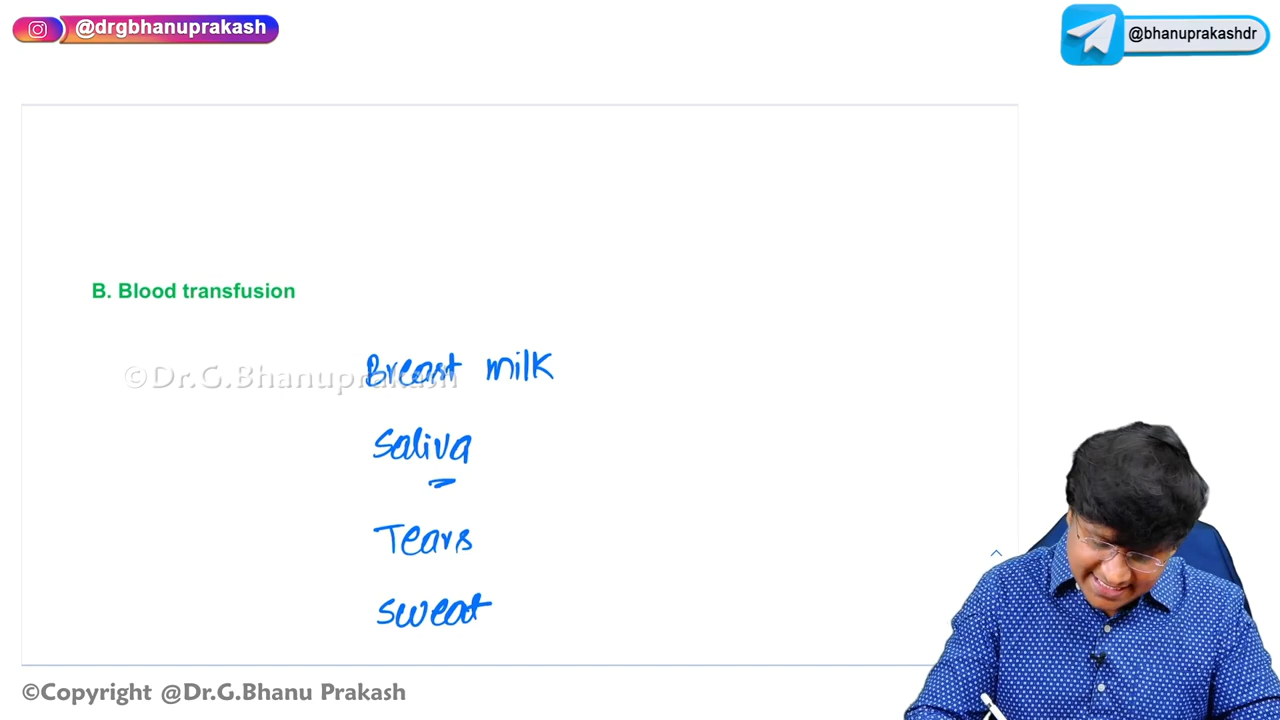 @drgbhanuprakash
@bhanuprakashdr
B. Blood transfusion
©Dr.G.Bhanuprakash
Breast milk
Saliva
Tears
Sweat
©Copyright @Dr.G.Bhanu Prakash